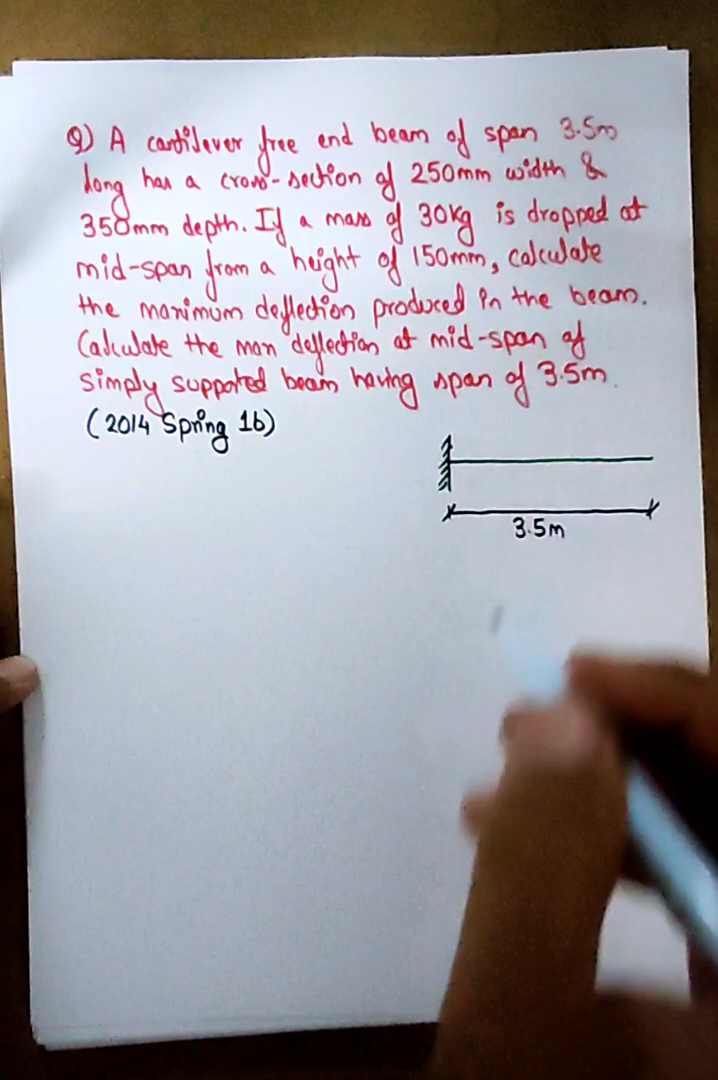 Q) A cantilever free end beam of span 3.5m
long has a cross-section of 250mm width &
350mm depth. If a mass of 30kg is dropped at
mid-span from a height of 150mm, calculate
the maximum deflection produced in the beam.
Calculate the max deflection at mid-span of
simply supported beam having span of 3.5m.
(2014 Spring 1b)
3.5m